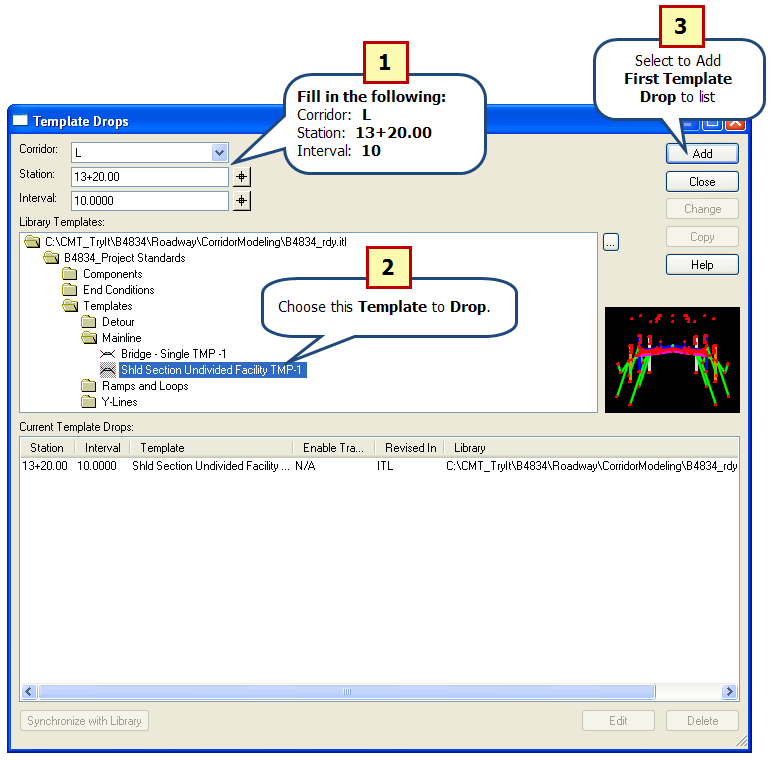 3
Select to Add
First Template
Drop to list
1
Fill in the following:
Corridor: L
Station: 13+20.00
Interval: 10
Template Drops
Corridor: L
Station: 13+20.00
Interval: 10.0000
Add
Close
Change
Copy
Help
Library Templates:
C:\CMT_TryIt\B4834\Roadway\CorridorModeling\B4834_rdy.itl
...
B4834_Project Standards
Components
End Conditions
Templates
Detour
Mainline
Bridge - Single TMP -1
Shld Section Undivided Facility TMP-1
Ramps and Loops
Y-Lines
2
Choose this Template to Drop.
Current Template Drops:
Station Interval Template Enable Tra... Revised In Library
13+20.00 10.0000 Shld Section Undivided Facility ... N/A ITL C:\CMT_TryIt\B4834\Roadway\CorridorModeling\B4834_rdy
Synchronize with Library
Edit
Delete